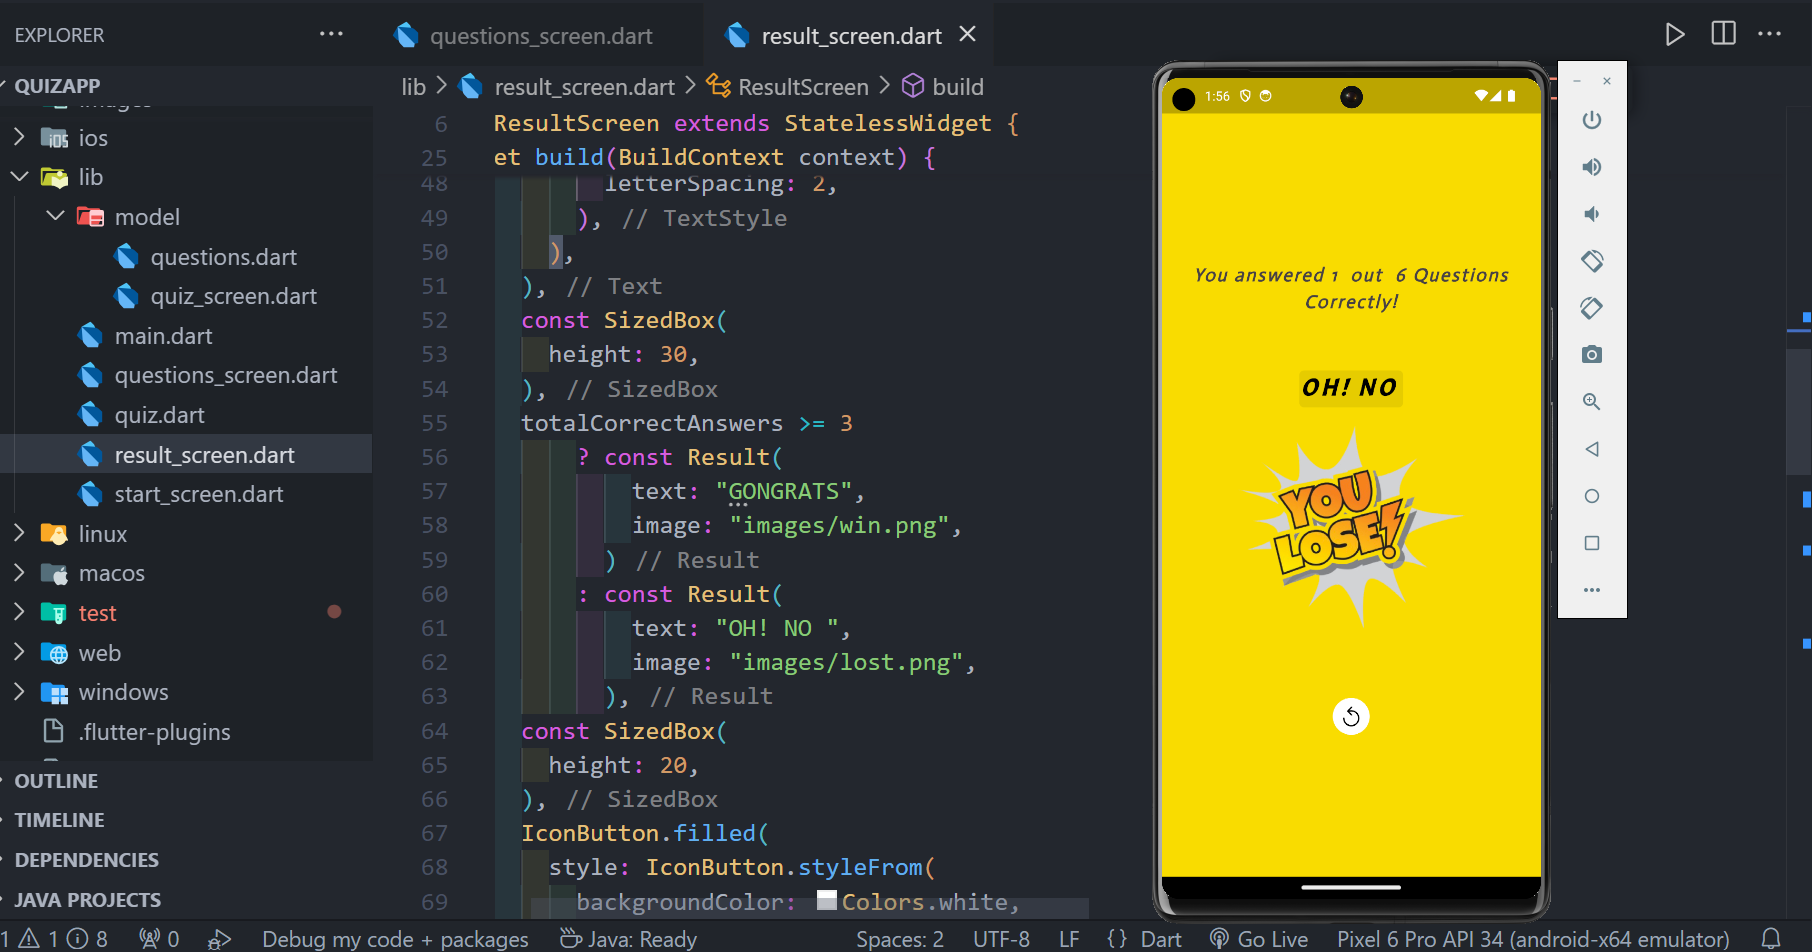 EXPLORER
QUIZAPP
ios
lib
model
questions.dart
quiz_screen.dart
main.dart
questions_screen.dart
quiz.dart
result_screen.dart
start_screen.dart
linux
macos
test
web
windows
.flutter-plugins
OUTLINE
TIMELINE
DEPENDENCIES
JAVA PROJECTS
questions_screen.dart
result_screen.dart
lib > result_screen.dart > ResultScreen > build
6 ResultScreen extends StatelessWidget {
25 et build(BuildContext context) {
48 letterSpacing: 2,
49 ), // TextStyle
50 ),
51 ), // Text
52 const SizedBox(
53 height: 30,
54 ), // SizedBox
55 totalCorrectAnswers >= 3
56 ? const Result(
57 text: "GONGRATS",
58 image: "images/win.png",
59 ) // Result
60 : const Result(
61 text: "OH! NO ",
62 image: "images/lost.png",
63 ), // Result
64 const SizedBox(
65 height: 20,
66 ), // SizedBox
67 IconButton.filled(
68 style: IconButton.styleFrom(
69 backgroundColor: Colors.white,
1:56
You answered 1 out 6 Questions
Correctly!
OH! NO
YOU
LOSE!
1 1 8 0 Debug my code + packages Java: Ready Spaces: 2 UTF-8 LF {} Dart Go Live Pixel 6 Pro API 34 (android-x64 emulator)